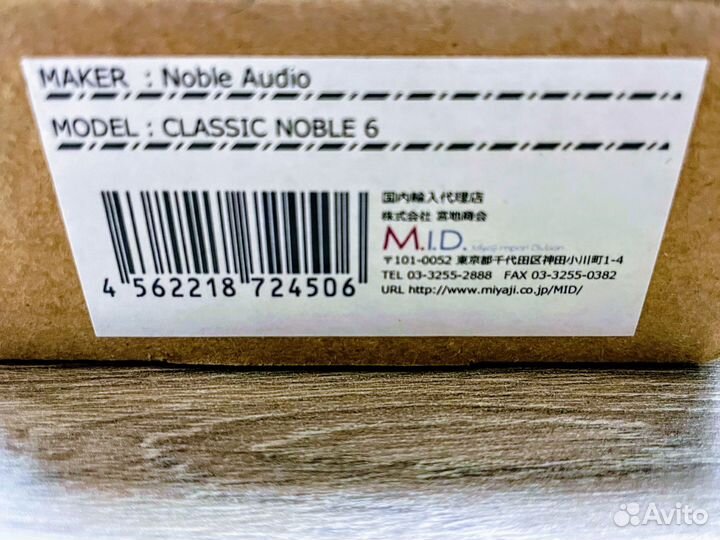 MAKER : Noble Audio
MODEL : CLASSIC NOBLE 6
国内輸入代理店
株式会社 宮地商会
M.I.D. Miyaji Import Division
〒101-0052 東京都千代田区神田小川町1-4
TEL 03-3255-2888 FAX 03-3255-0382
URL http://www.miyaji.co.jp/MID/
4 562218 724506
Avito